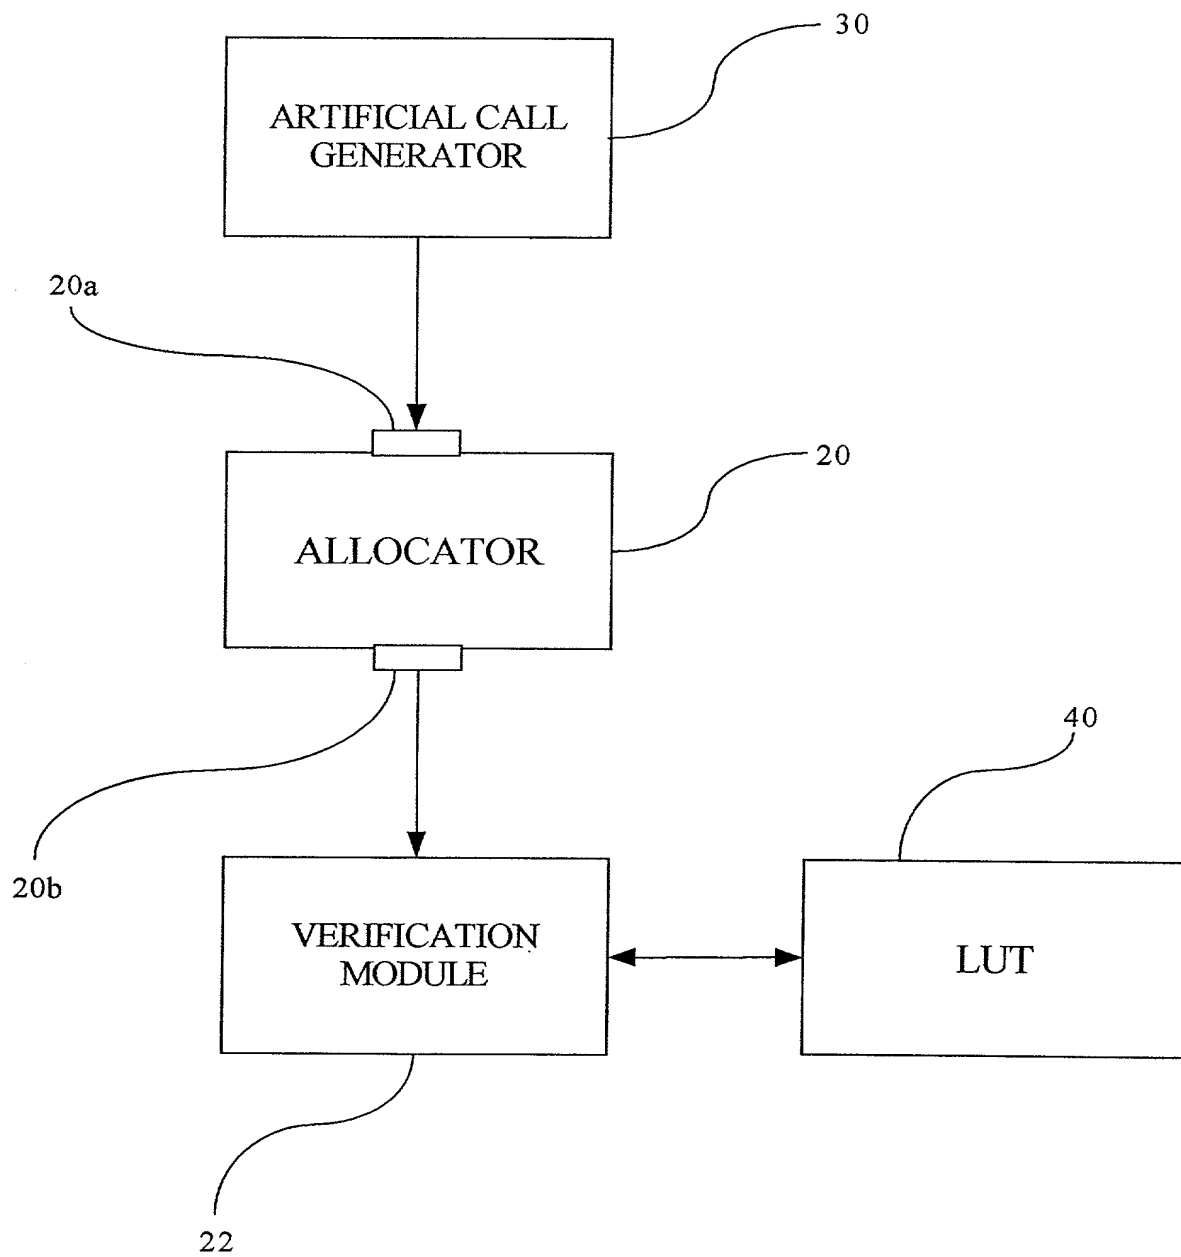 30
ARTIFICIAL CALL
GENERATOR
20a
20
ALLOCATOR
40
20b
VERIFICATION
MODULE
LUT
22